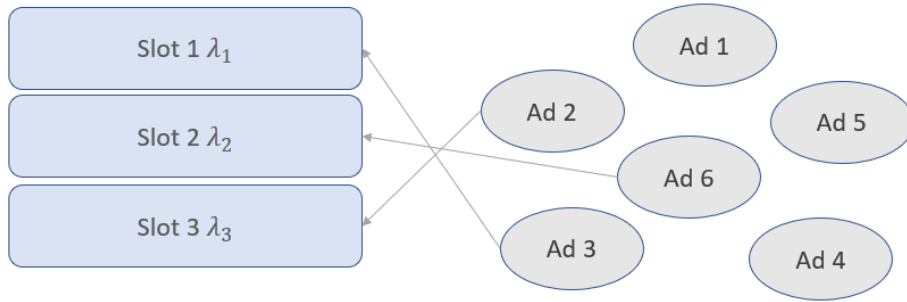 Slot 1 λ₁
Slot 2 λ₂
Slot 3 λ₃
Ad 1
Ad 2
Ad 5
Ad 6
Ad 3
Ad 4